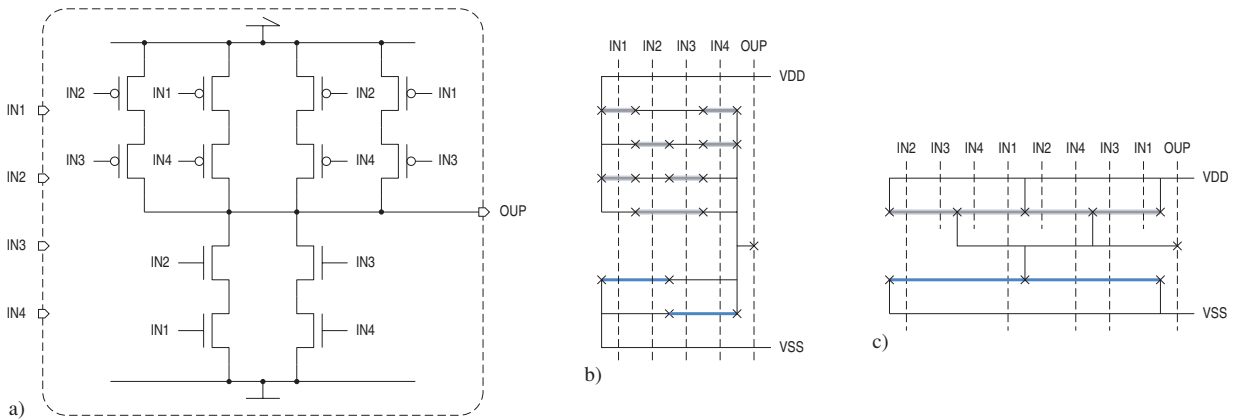 IN1
IN2
IN3
IN4
IN2
IN1
IN2
IN1
IN3
IN4
IN4
IN3
OUP
IN2
IN3
IN1
IN4
a)
IN1 IN2 IN3 IN4 OUP
VDD
VSS
b)
IN2 IN3 IN4 IN1 IN2 IN4 IN3 IN1 OUP
VDD
VSS
c)